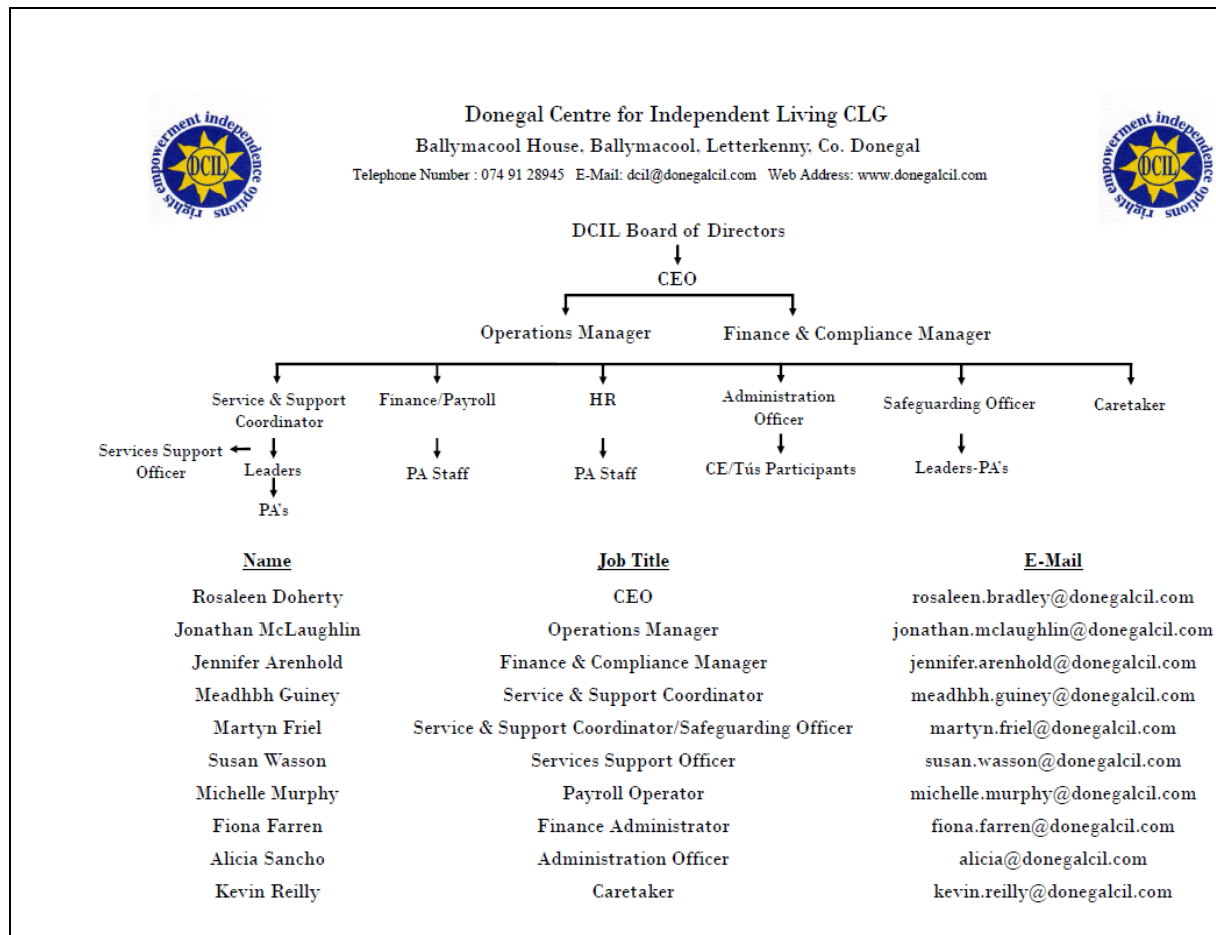 rights empowerment independence options
DCIL
rights empowerment independence options
DCIL
Donegal Centre for Independent Living CLG
Ballymacool House, Ballymacool, Letterkenny, Co. Donegal
Telephone Number : 074 91 28945 E-Mail: dcil@donegalcil.com Web Address: www.donegalcil.com
DCIL Board of Directors
CEO
Operations Manager
Finance & Compliance Manager
Service & Support
Coordinator
Finance/Payroll
HR
Administration
Officer
Safeguarding Officer
Caretaker
Services Support
Officer
Leaders
PA Staff
PA Staff
CE/Tús Participants
Leaders-PA's
PA's
Name Job Title E-Mail
Rosaleen Doherty CEO rosaleen.bradley@donegalcil.com
Jonathan McLaughlin Operations Manager jonathan.mclaughlin@donegalcil.com
Jennifer Arenhold Finance & Compliance Manager jennifer.arenhold@donegalcil.com
Meadhbh Guiney Service & Support Coordinator meadhbh.guiney@donegalcil.com
Martyn Friel Service & Support Coordinator/Safeguarding Officer martyn.friel@donegalcil.com
Susan Wasson Services Support Officer susan.wasson@donegalcil.com
Michelle Murphy Payroll Operator michelle.murphy@donegalcil.com
Fiona Farren Finance Administrator fiona.farren@donegalcil.com
Alicia Sancho Administration Officer alicia@donegalcil.com
Kevin Reilly Caretaker kevin.reilly@donegalcil.com